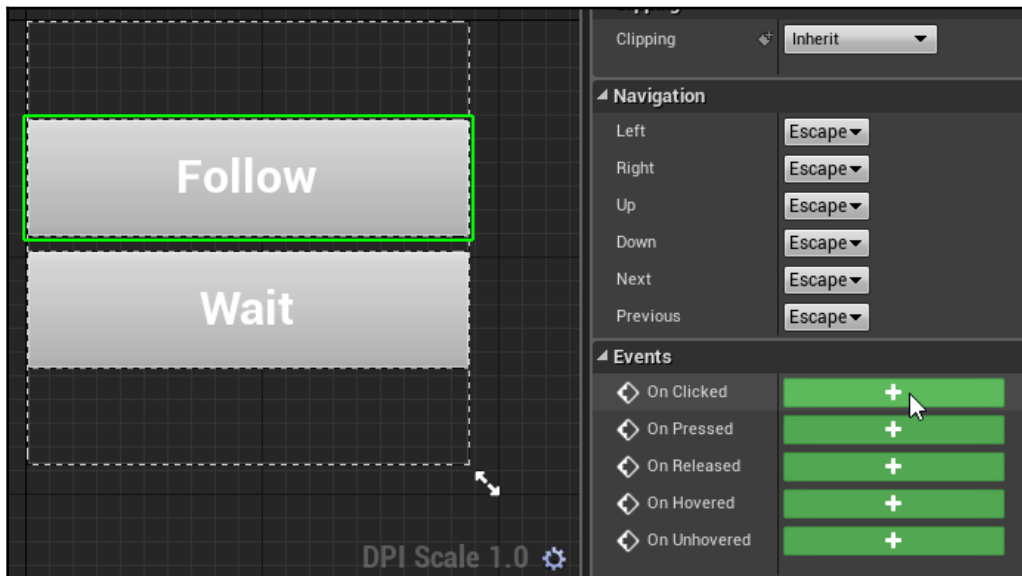 Clipping
Inherit
Navigation
Left
Escape
Right
Escape
Up
Escape
Down
Escape
Next
Escape
Previous
Escape
Events
On Clicked
On Pressed
On Released
On Hovered
On Unhovered
Follow
Wait
DPI Scale 1.0